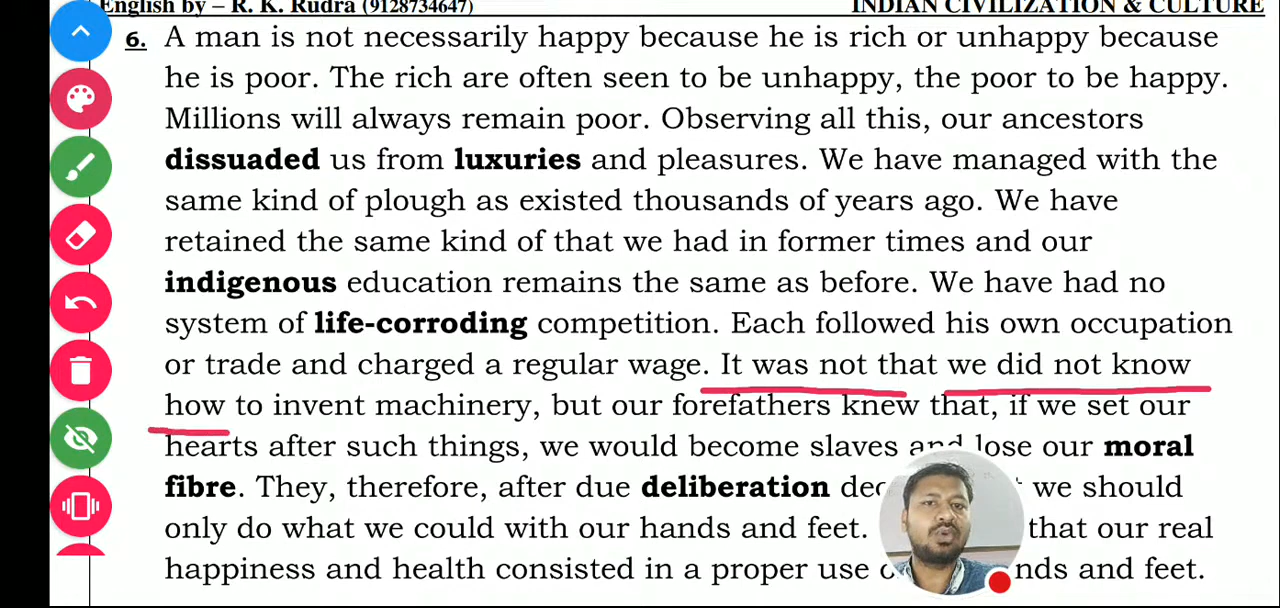 English by – R. K. Rudra (9128734647) INDIAN CIVILIZATION & CULTURE
6. A man is not necessarily happy because he is rich or unhappy because
he is poor. The rich are often seen to be unhappy, the poor to be happy.
Millions will always remain poor. Observing all this, our ancestors
dissuaded us from luxuries and pleasures. We have managed with the
same kind of plough as existed thousands of years ago. We have
retained the same kind of that we had in former times and our
indigenous education remains the same as before. We have had no
system of life-corroding competition. Each followed his own occupation
or trade and charged a regular wage. It was not that we did not know
how to invent machinery, but our forefathers knew that, if we set our
hearts after such things, we would become slaves and lose our moral
fibre. They, therefore, after due deliberation we should
only do what we could with our hands and feet. that our real
happiness and health consisted in a proper use and feet.